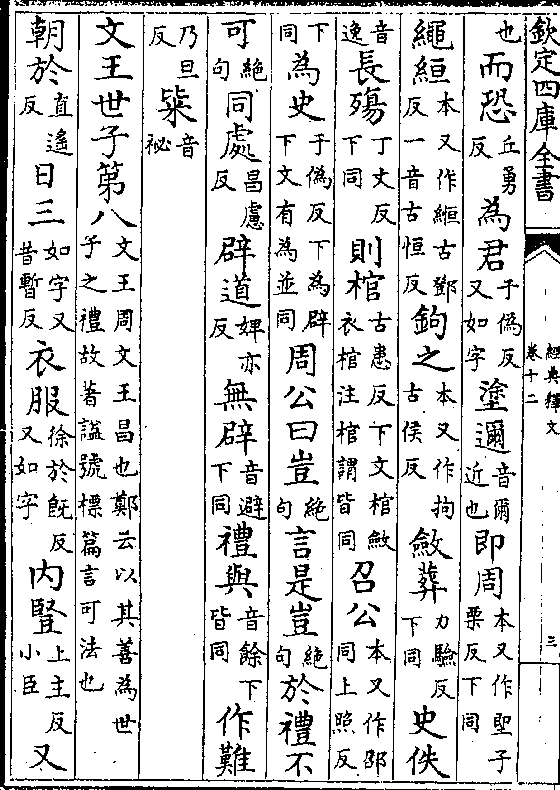 欽定四庫全書
經典釋文
卷十二
三
也而恐丘勇反為君于偽反又如字塗邇音爾近也即周本又作堲子栗反下同
繩縆本又作縆古鄧反一音古恒反鉤之本又作拘古侯反斂葬力驗反下同史佚
音逸長殤丁丈反下同則棺古患反下文棺斂衣棺注棺謂皆同召公本又作邵同上照反
下同為史于偽反下為辟下文有為並同周公曰豈絶句言是豈絶句於禮不
可絶句同處昌慮反辟道婢亦反無辟音避下同禮與音餘下皆同作難
乃旦反柴音祕
文王世子第八文王周文王昌也鄭云以其善為世子之禮故著謚號標篇言可法也
朝於直遥反日三如字又昔暫反衣服徐於旣反又如字內豎上主反小臣又